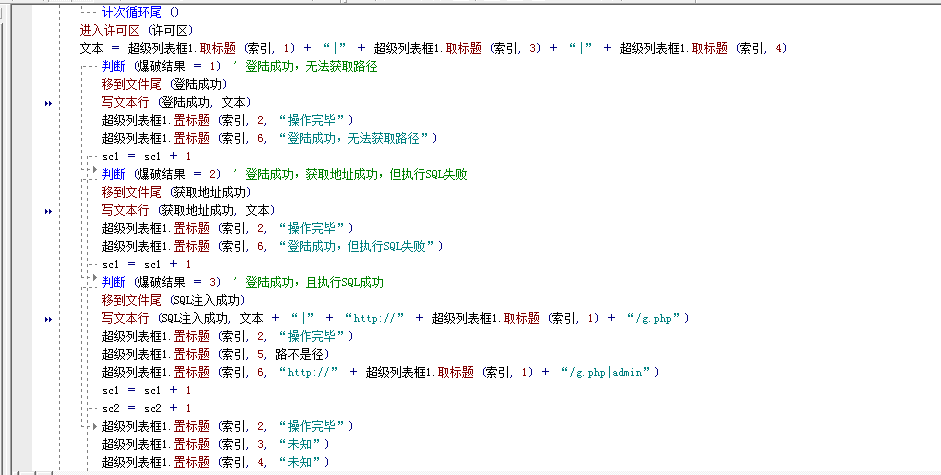 计次循环尾 ()
进入许可区 (许可区)
文本 = 超级列表框1.取标题 (索引, 1) + “|” + 超级列表框1.取标题 (索引, 3) + “|” + 超级列表框1.取标题 (索引, 4)
判断 (爆破结果 = 1) ' 登陆成功，无法获取路径
移到文件尾 (登陆成功)
写文本行 (登陆成功, 文本)
超级列表框1.置标题 (索引, 2, “操作完毕”)
超级列表框1.置标题 (索引, 6, “登陆成功，无法获取路径”)
sc1 = sc1 + 1
判断 (爆破结果 = 2) ' 登陆成功，获取地址成功，但执行SQL失败
移到文件尾 (获取地址成功)
写文本行 (获取地址成功, 文本)
超级列表框1.置标题 (索引, 2, “操作完毕”)
超级列表框1.置标题 (索引, 6, “登陆成功，但执行SQL失败”)
sc1 = sc1 + 1
判断 (爆破结果 = 3) ' 登陆成功，且执行SQL成功
移到文件尾 (SQL注入成功)
写文本行 (SQL注入成功, 文本 + “|” + “http://” + 超级列表框1.取标题 (索引, 1) + “/g.php”)
超级列表框1.置标题 (索引, 2, “操作完毕”)
超级列表框1.置标题 (索引, 5, 路不是径)
超级列表框1.置标题 (索引, 6, “http://” + 超级列表框1.取标题 (索引, 1) + “/g.php|admin”)
sc1 = sc1 + 1
sc2 = sc2 + 1
超级列表框1.置标题 (索引, 2, “操作完毕”)
超级列表框1.置标题 (索引, 3, “未知”)
超级列表框1.置标题 (索引, 4, “未知”)